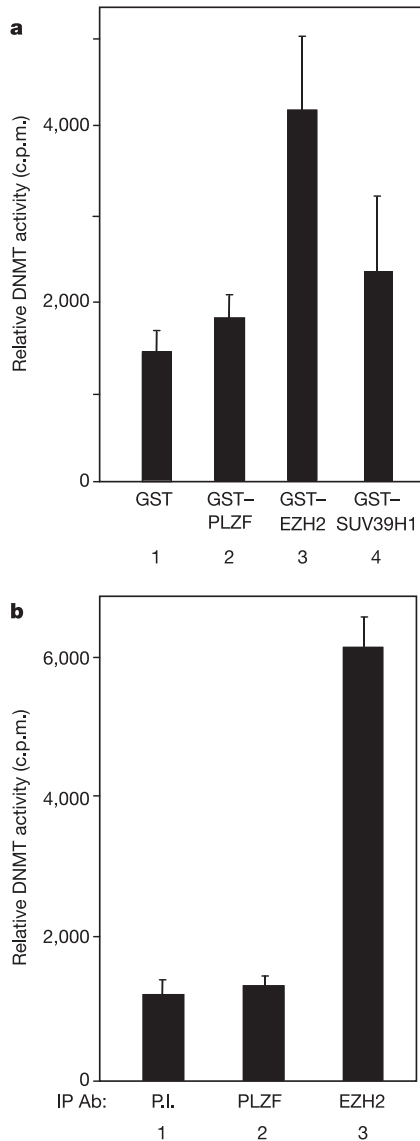 a
Relative DNMT activity (c.p.m.)
4,000
2,000
0
GST GST– GST– GST–
PLZF EZH2 SUV39H1
1 2 3 4
b
Relative DNMT activity (c.p.m.)
6,000
4,000
2,000
0
IP Ab: P.I. PLZF EZH2
1 2 3